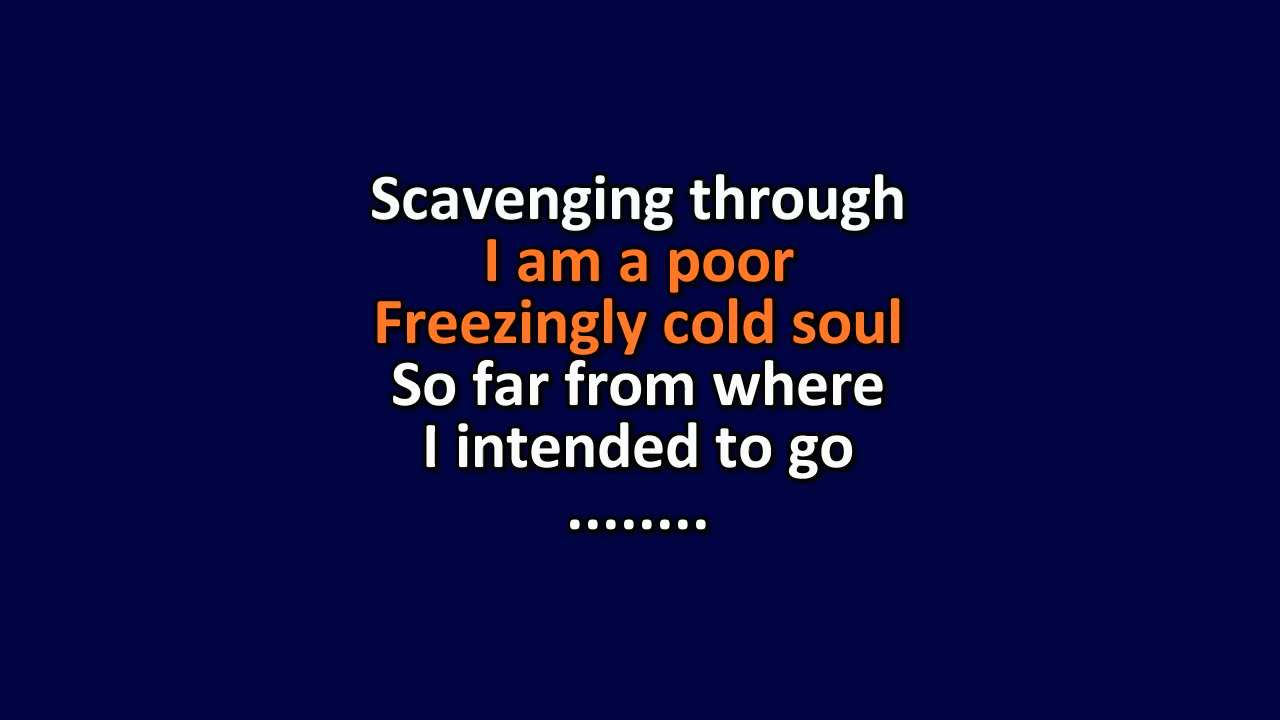 Scavenging through
I am a poor
Freezingly cold soul
So far from where
I intended to go
........